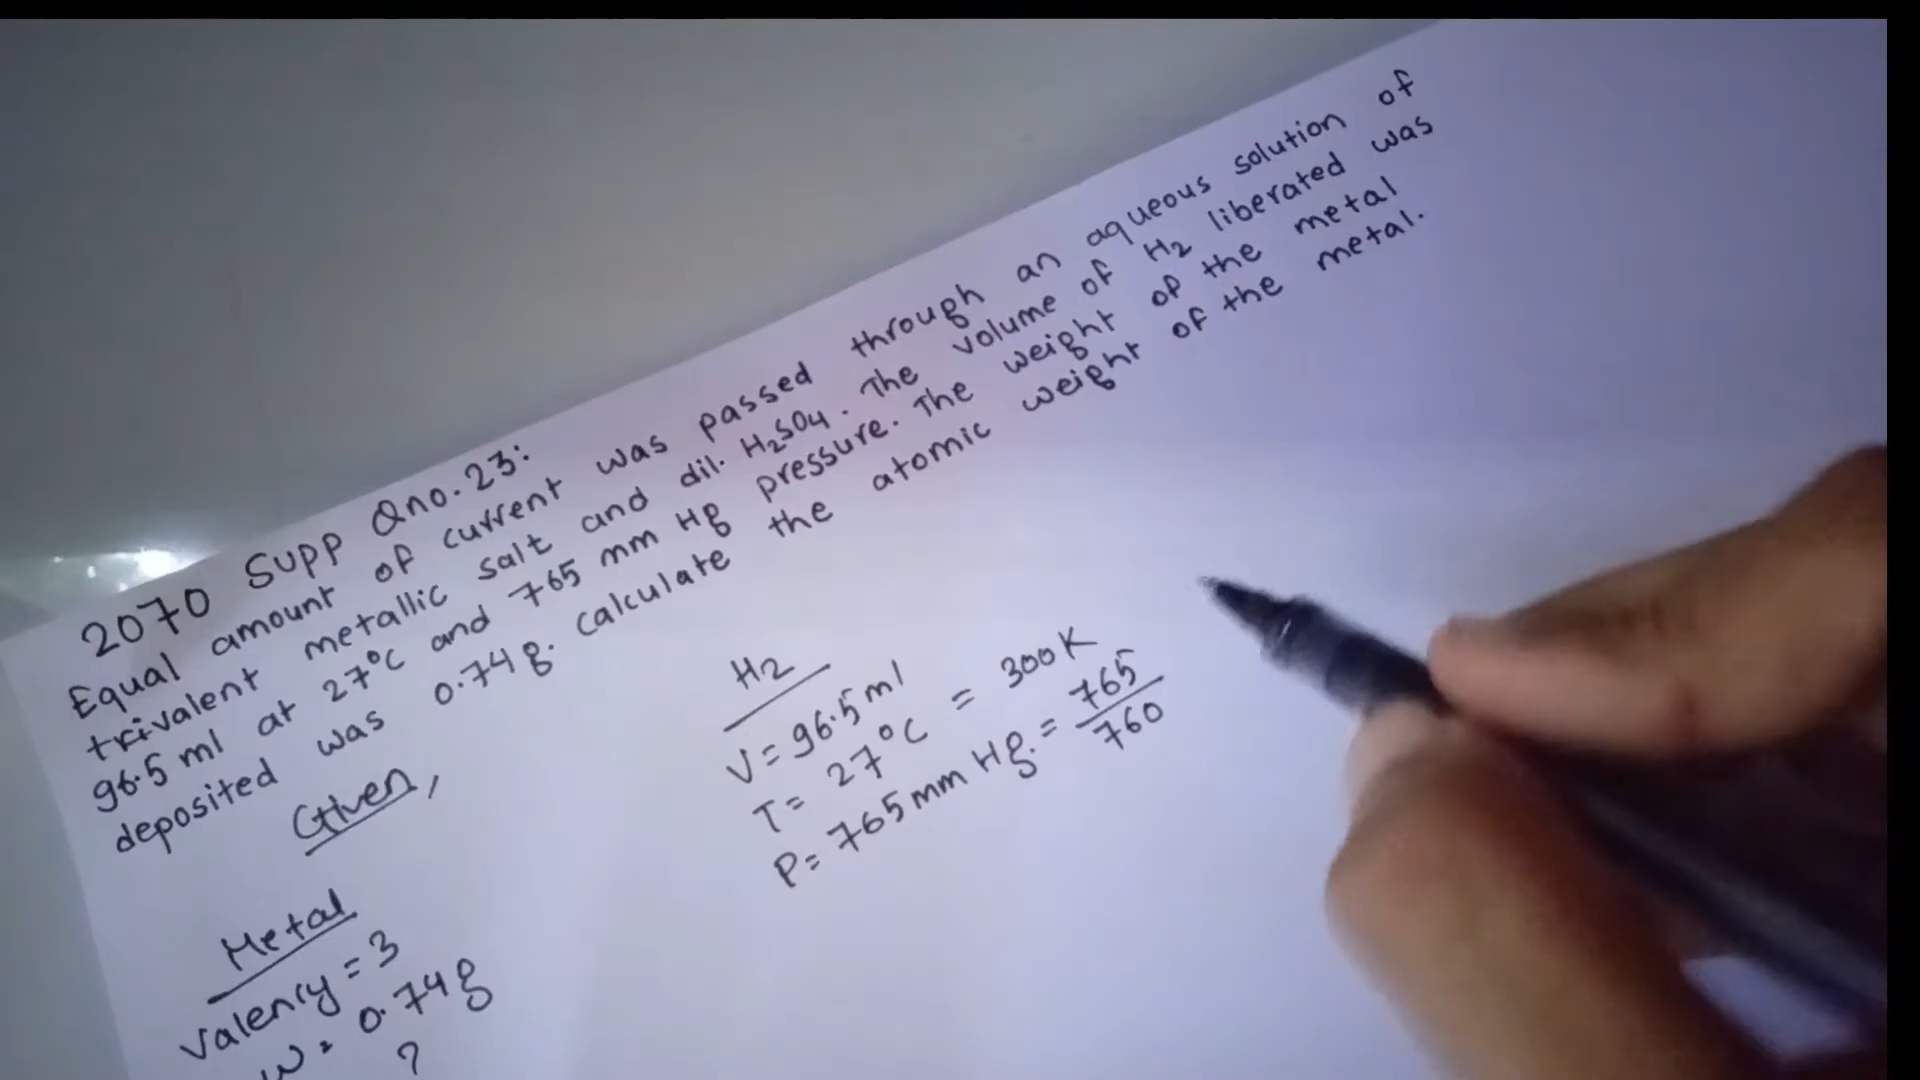 2070 Supp Qno.23:
Equal amount of current was passed through an aqueous solution of
trivalent metallic salt and dil. H2SO4. The volume of H2 liberated was
96.5 ml at 27°C and 765 mm Hg pressure. The weight of the metal
deposited was 0.74 g. calculate the atomic weight of the metal.
Given,
Metal
Valency = 3
W = 0.74 g
?
H2
V = 96.5 ml
T = 27°C = 300 K
P = 765 mm Hg. = 765
760